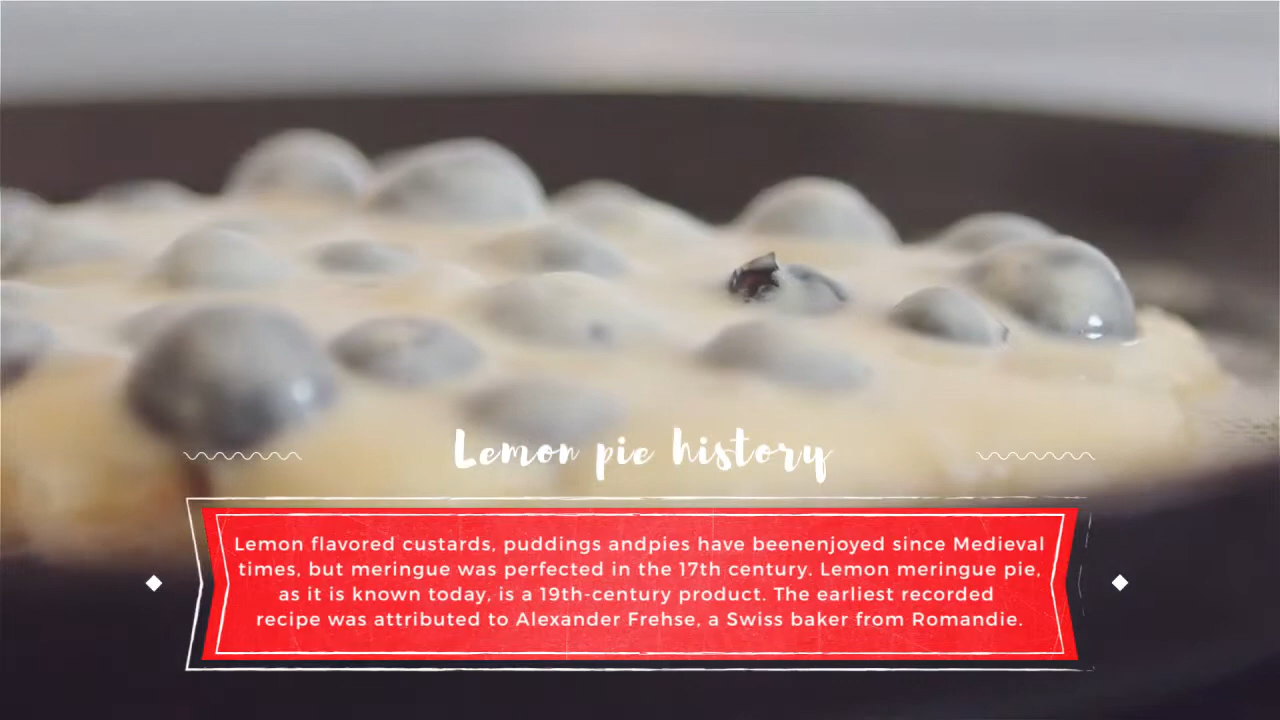 Lemon pie history
Lemon flavored custards, puddings andpies have beenenjoyed since Medieval
times, but meringue was perfected in the 17th century. Lemon meringue pie,
as it is known today, is a 19th-century product. The earliest recorded
recipe was attributed to Alexander Frehse, a Swiss baker from Romandie.